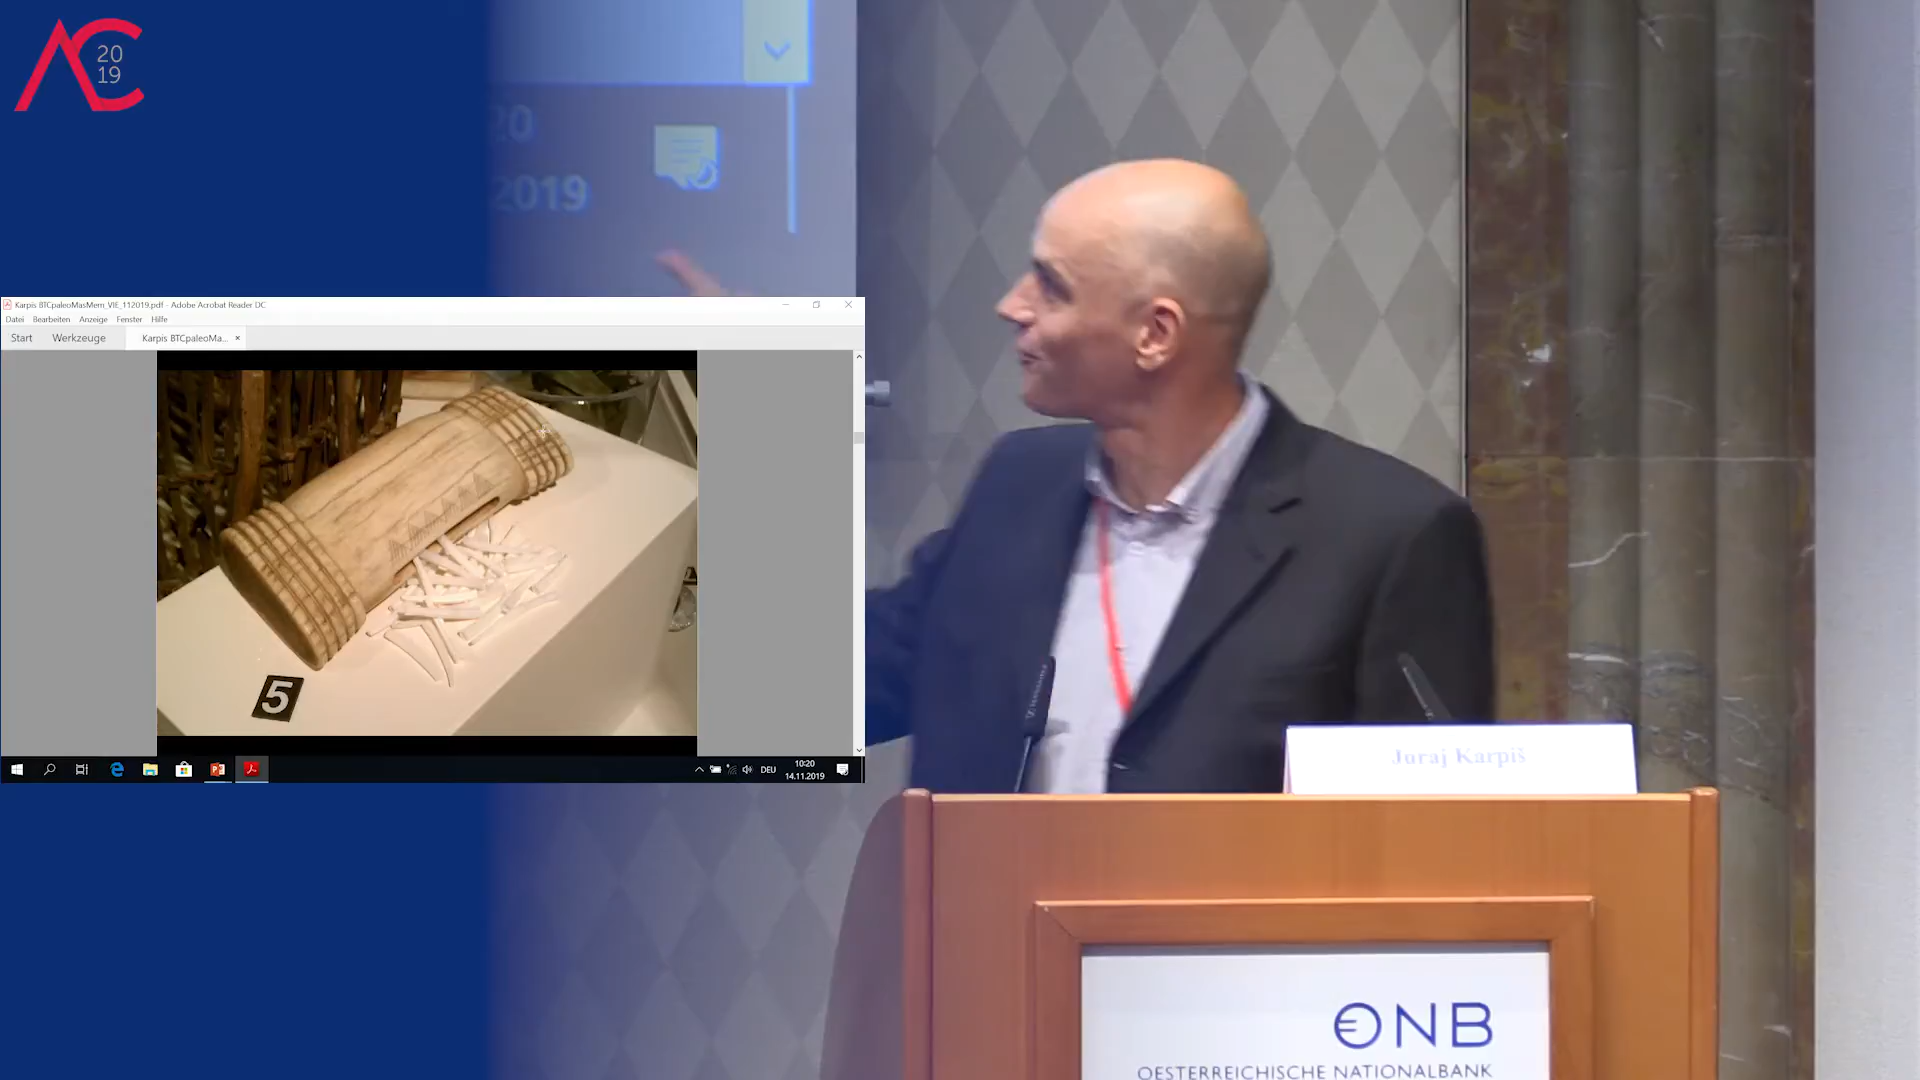 AC
20
19
20
2019
Karpis BTCpaleoMasMem_VIE_112019.pdf - Adobe Acrobat Reader DC
Datei Bearbeiten Anzeige Fenster Hilfe
Start Werkzeuge Karpis BTCpaleoMa... ×
5
DEU
10:20
14.11.2019
Juraj Karpiš
ONB
OESTERREICHISCHE NATIONALBANK